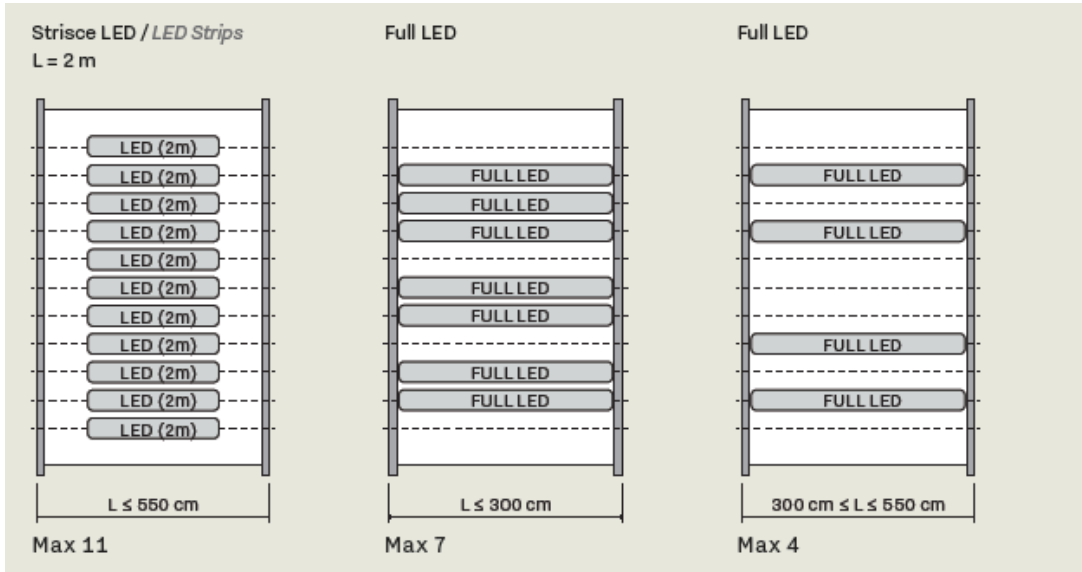 Strisce LED / LED Strips
L = 2 m
LED (2m)
LED (2m)
LED (2m)
LED (2m)
LED (2m)
LED (2m)
LED (2m)
LED (2m)
LED (2m)
LED (2m)
LED (2m)
L ≤ 550 cm
Max 11
Full LED
FULL LED
FULL LED
FULL LED
FULL LED
FULL LED
FULL LED
FULL LED
L ≤ 300 cm
Max 7
Full LED
FULL LED
FULL LED
FULL LED
FULL LED
300 cm ≤ L ≤ 550 cm
Max 4